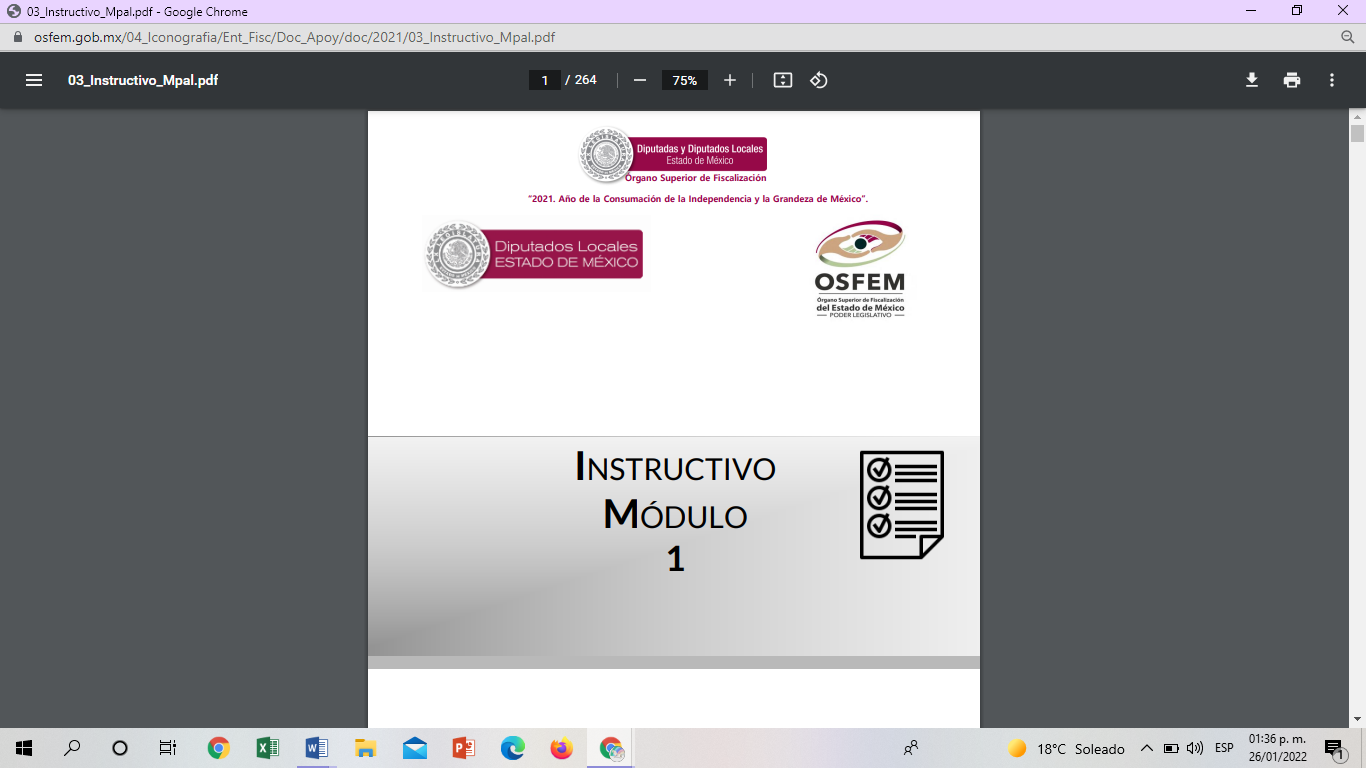 03_Instructivo_Mpal.pdf - Google Chrome
osfem.gob.mx/04_Iconografia/Ent_Fisc/Doc_Apoy/doc/2021/03_Instructivo_Mpal.pdf
03_Instructivo_Mpal.pdf
1 / 264
75%
Diputadas y Diputados Locales
Estado de México
Órgano Superior de Fiscalización
"2021. Año de la Consumación de la Independencia y la Grandeza de México".
Diputados Locales
ESTADO DE MÉXICO
OSFEM
Órgano Superior de Fiscalización
del Estado de México
PODER LEGISLATIVO
INSTRUCTIVO
MÓDULO
1
18°C Soleado
ESP
01:36 p. m.
26/01/2022
1